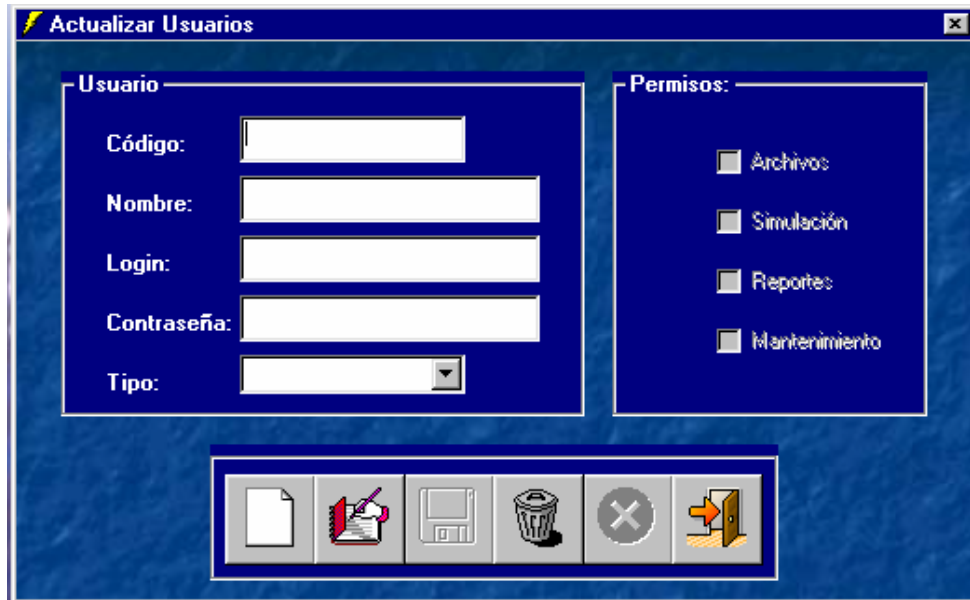 Actualizar Usuarios
Usuario
Código:
Nombre:
Login:
Contraseña:
Tipo:
Permisos:
Archivos
Simulación
Reportes
Mantenimiento